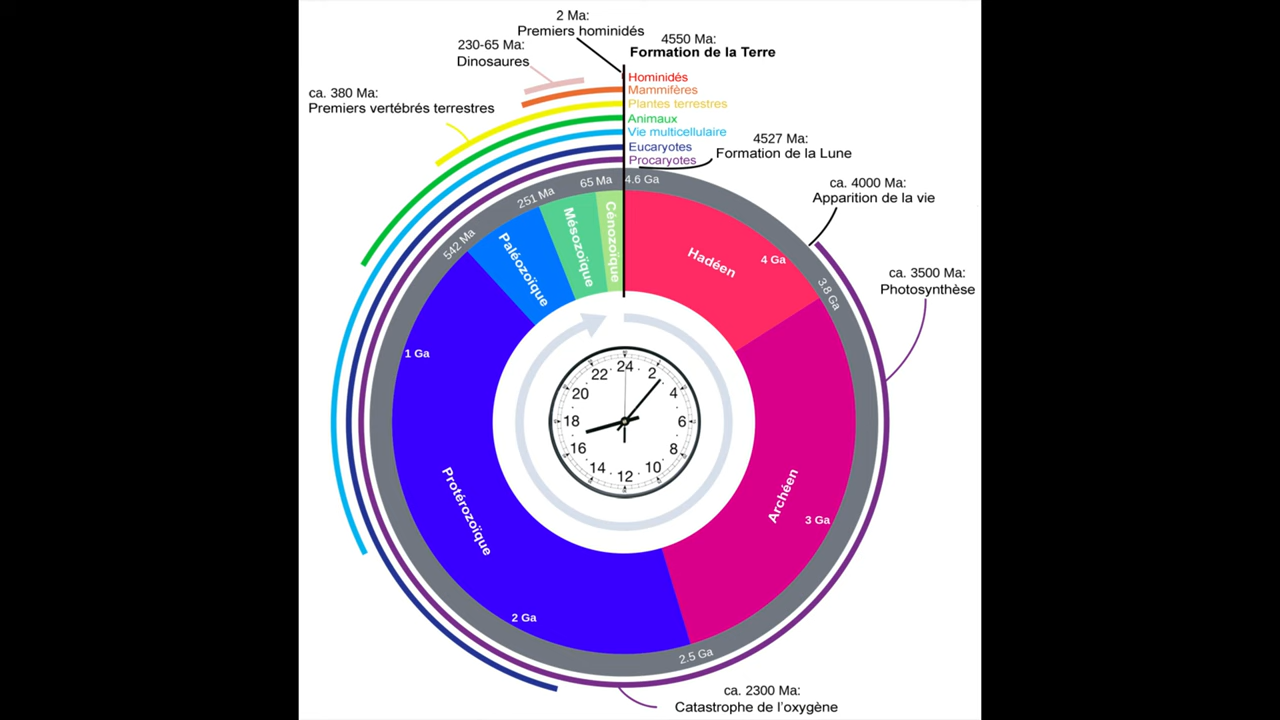 2 Ma:
Premiers hominidés
4550 Ma:
Formation de la Terre
230-65 Ma:
Dinosaures
ca. 380 Ma:
Premiers vertébrés terrestres
Hominidés
Mammifères
Plantes terrestres
Animaux
Vie multicellulaire
Eucaryotes
Procaryotes
4527 Ma:
Formation de la Lune
ca. 4000 Ma:
Apparition de la vie
ca. 3500 Ma:
Photosynthèse
4.6 Ga
65 Ma
251 Ma
542 Ma
Cénozoïque
Mésozoïque
Paléozoïque
Hadéen
4 Ga
3.8 Ga
1 Ga
24
2
4
6
8
10
12
14
16
18
20
22
Archéen
3 Ga
Protérozoïque
2 Ga
2.5 Ga
ca. 2300 Ma:
Catastrophe de l'oxygène